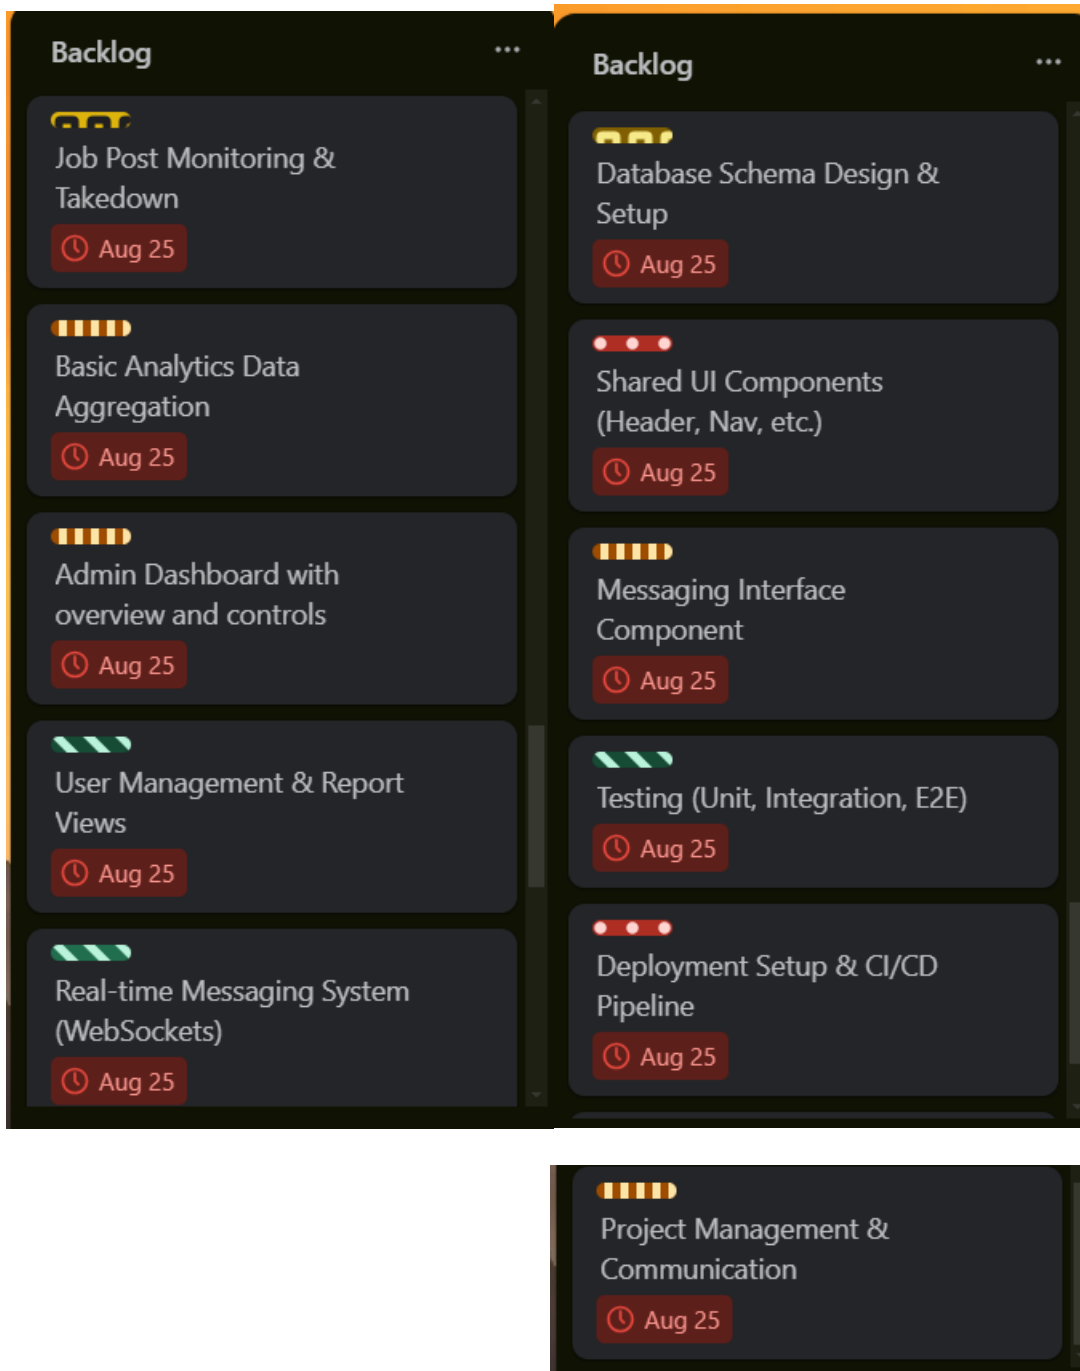 Backlog
Job Post Monitoring &
Takedown
Aug 25
Basic Analytics Data
Aggregation
Aug 25
Admin Dashboard with
overview and controls
Aug 25
User Management & Report
Views
Aug 25
Real-time Messaging System
(WebSockets)
Aug 25
Backlog
Database Schema Design &
Setup
Aug 25
Shared UI Components
(Header, Nav, etc.)
Aug 25
Messaging Interface
Component
Aug 25
Testing (Unit, Integration, E2E)
Aug 25
Deployment Setup & CI/CD
Pipeline
Aug 25
Project Management &
Communication
Aug 25